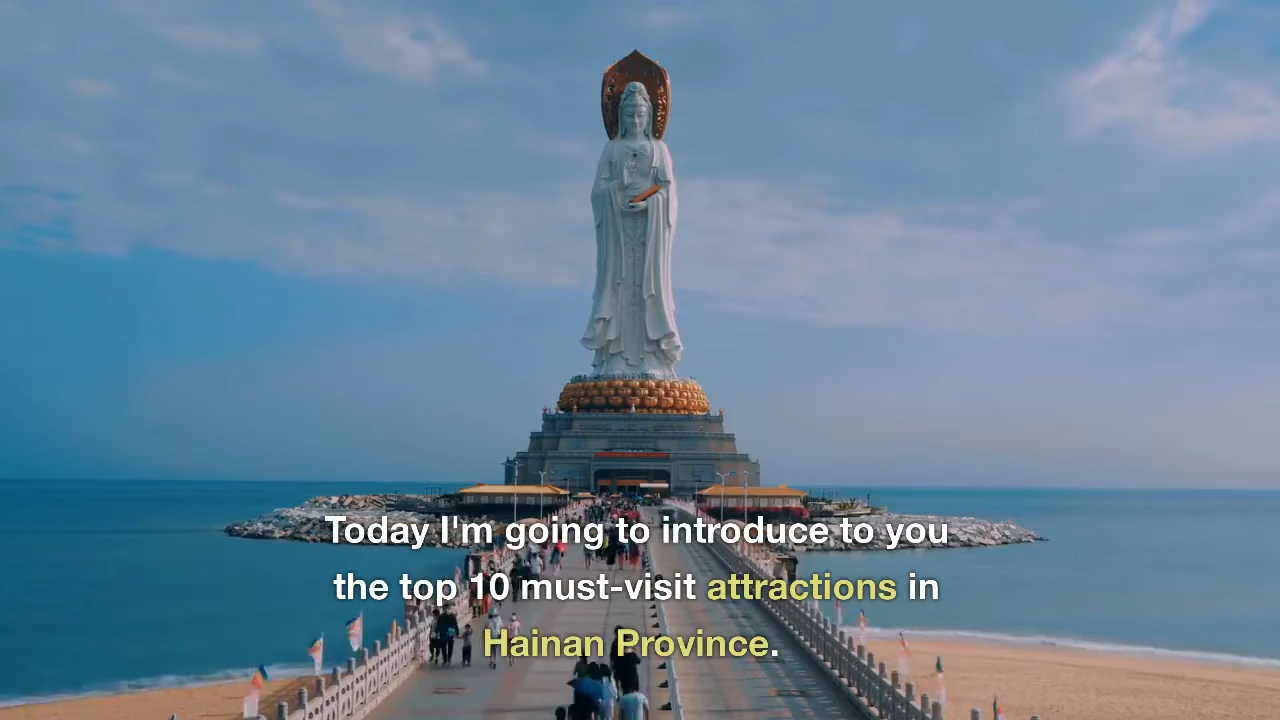 Today I'm going to introduce to you
the top 10 must-visit attractions in
Hainan Province.